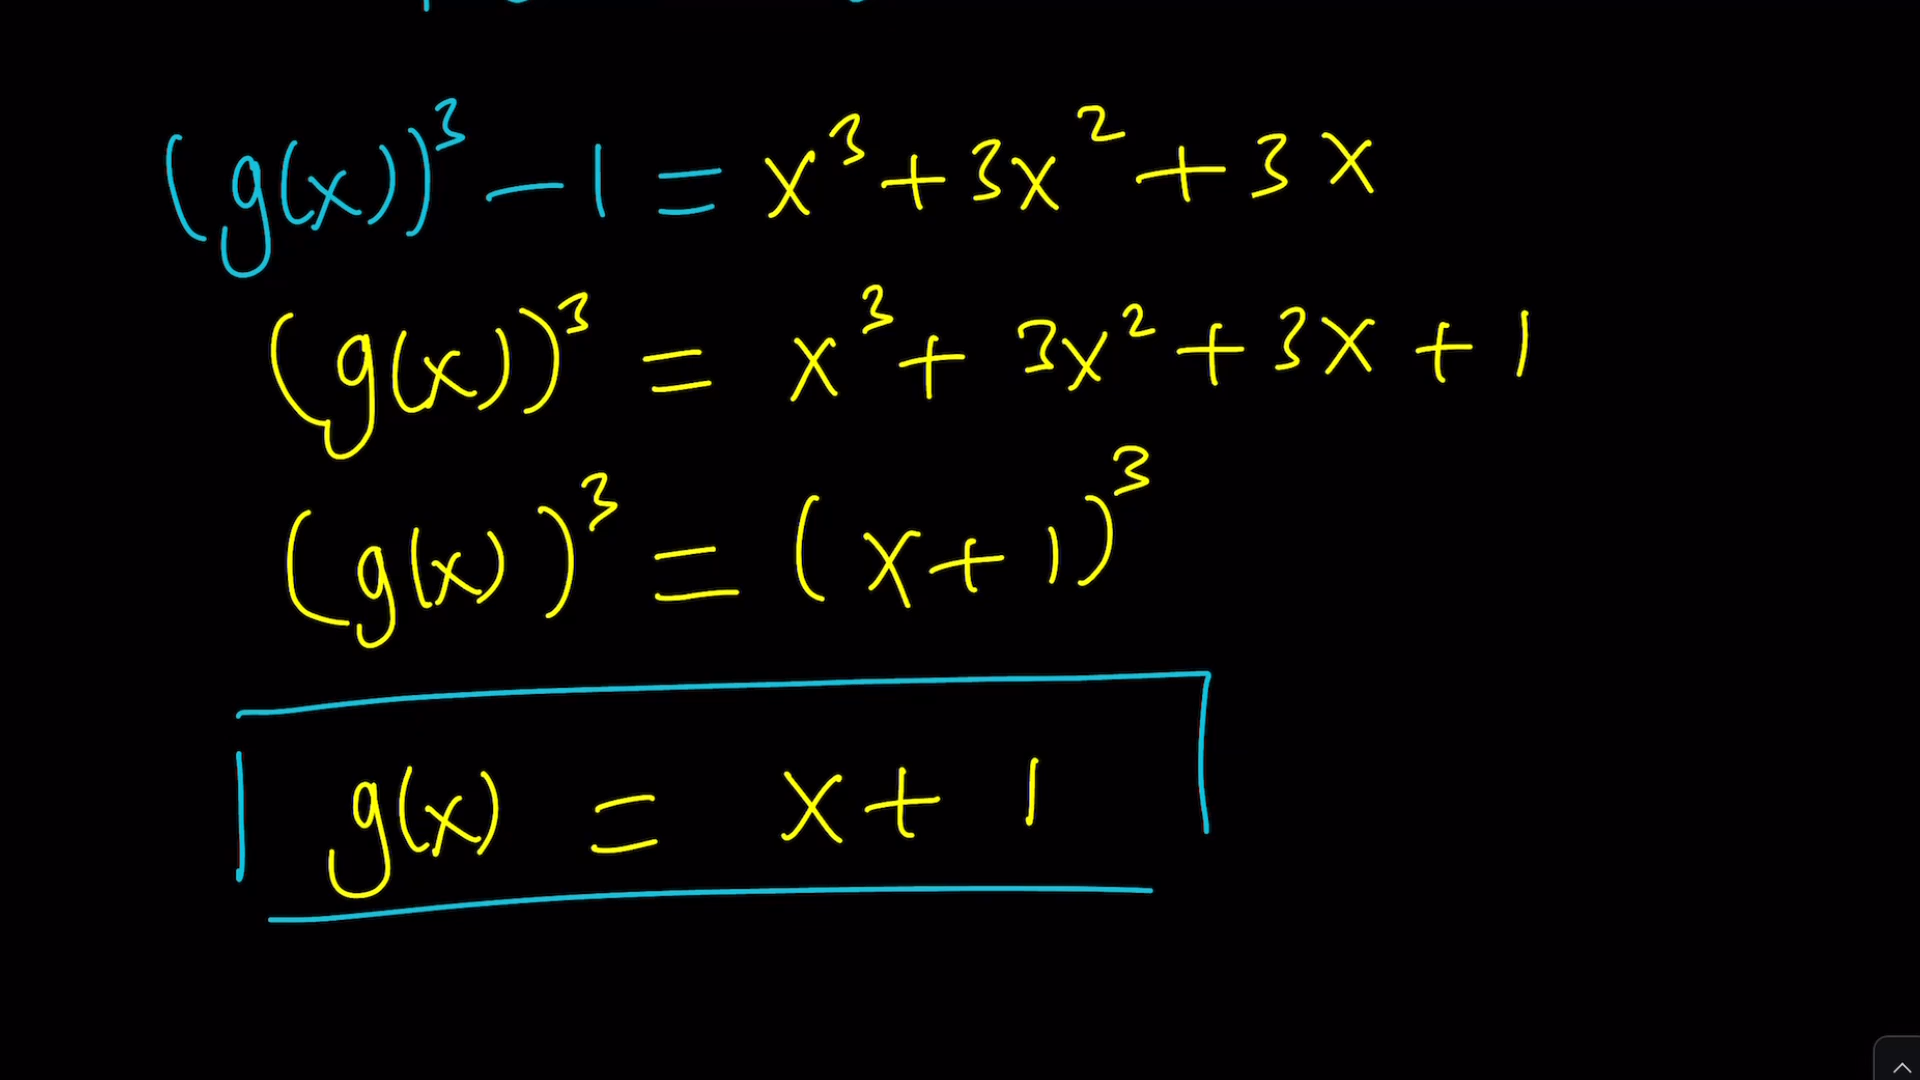 (g(x))³ - 1 = x³ + 3x² + 3x
(g(x))³ = x³ + 3x² + 3x + 1
(g(x))³ = (x + 1)³
g(x) = x + 1